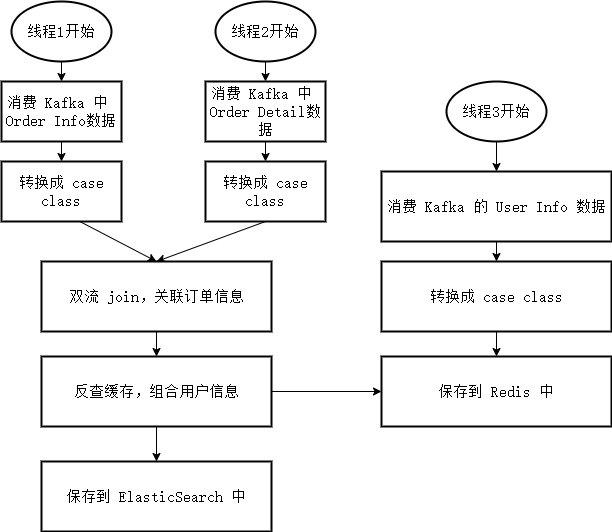 线程1开始
线程2开始
消费 Kafka 中
Order Info数据
消费 Kafka 中
Order Detail数
据
线程3开始
转换成 case
class
转换成 case
class
消费 Kafka 的 User Info 数据
双流 join，关联订单信息
转换成 case class
反查缓存，组合用户信息
保存到 Redis 中
保存到 ElasticSearch 中